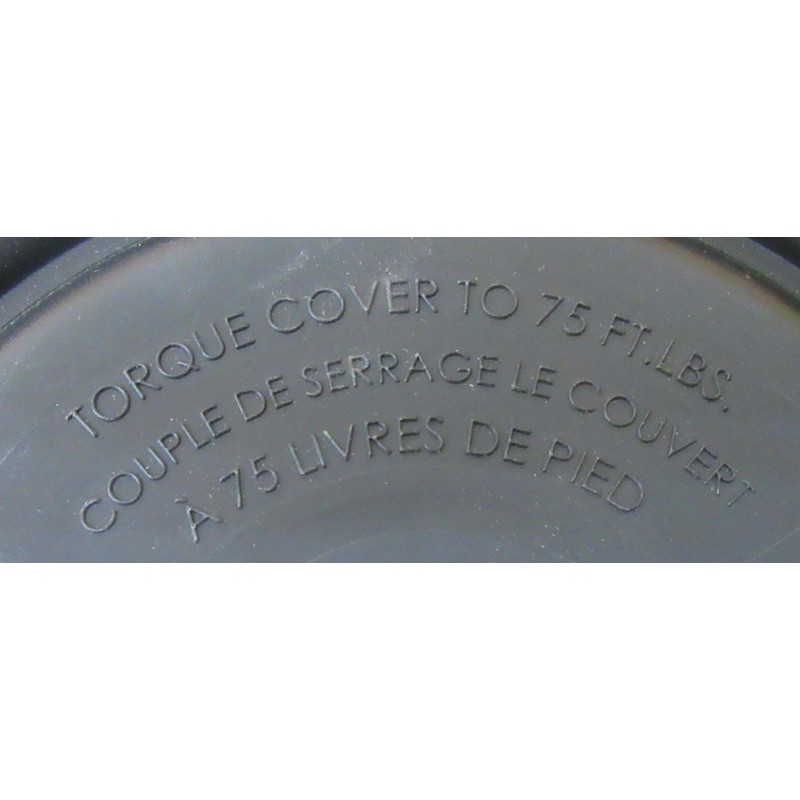 TORQUE COVER TO 75 FT.LBS.
COUPLE DE SERRAGE LE COUVERT
À 75 LIVRES DE PIED